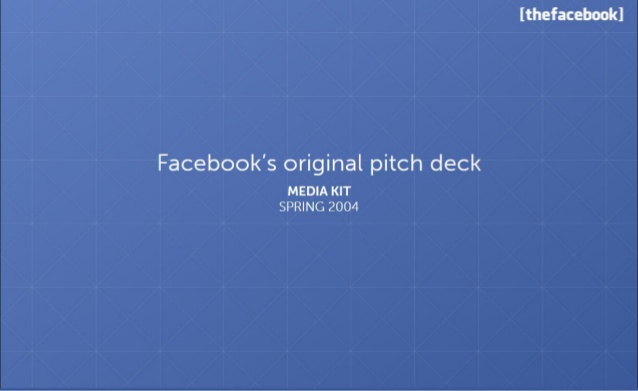 [thefacebook]
Facebook’s original pitch deck
MEDIA KIT
SPRING 2004